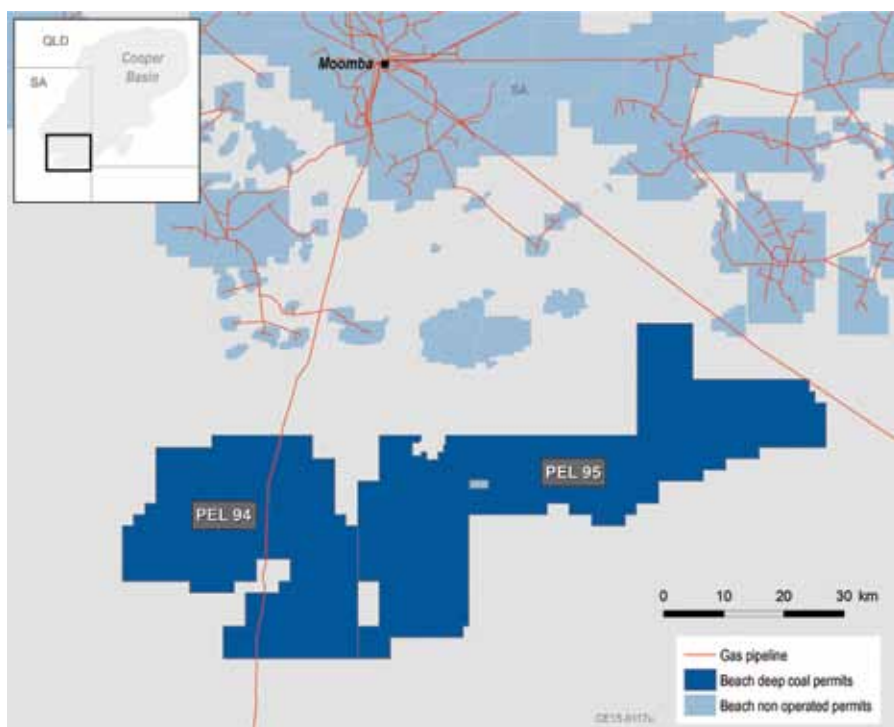 QLD
Cooper
Basin
SA
Moomba
SA
PEL 94
PEL 95
0 10 20 30 km
Gas pipeline
Beach deep coal permits
Beach non operated permits